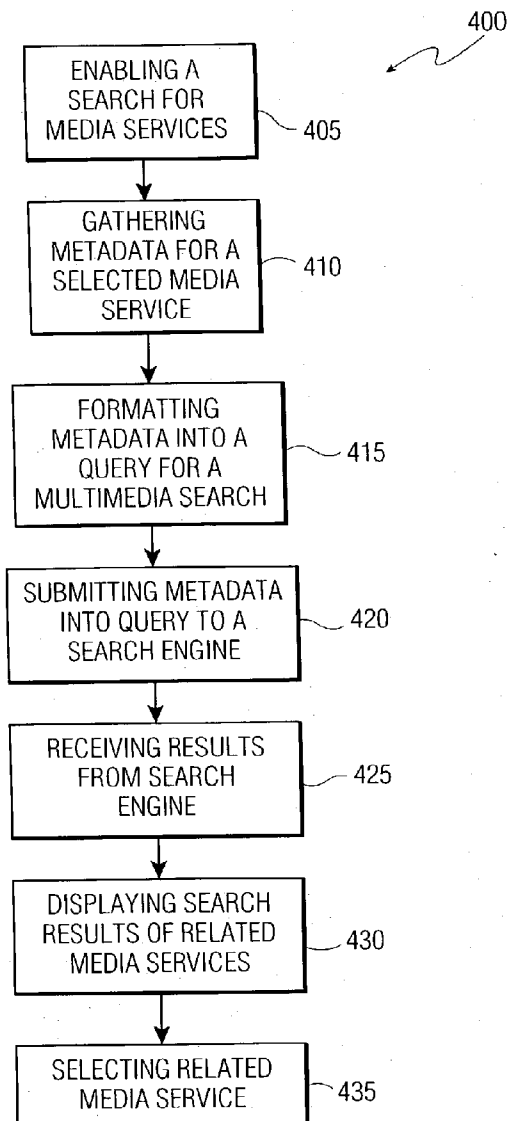 400
ENABLING A
SEARCH FOR
MEDIA SERVICES
405
GATHERING
METADATA FOR A
SELECTED MEDIA
SERVICE
410
FORMATTING
METADATA INTO A
QUERY FOR A
MULTIMEDIA SEARCH
415
SUBMITTING METADATA
INTO QUERY TO A
SEARCH ENGINE
420
RECEIVING RESULTS
FROM SEARCH
ENGINE
425
DISPLAYING SEARCH
RESULTS OF RELATED
MEDIA SERVICES
430
SELECTING RELATED
MEDIA SERVICE
435